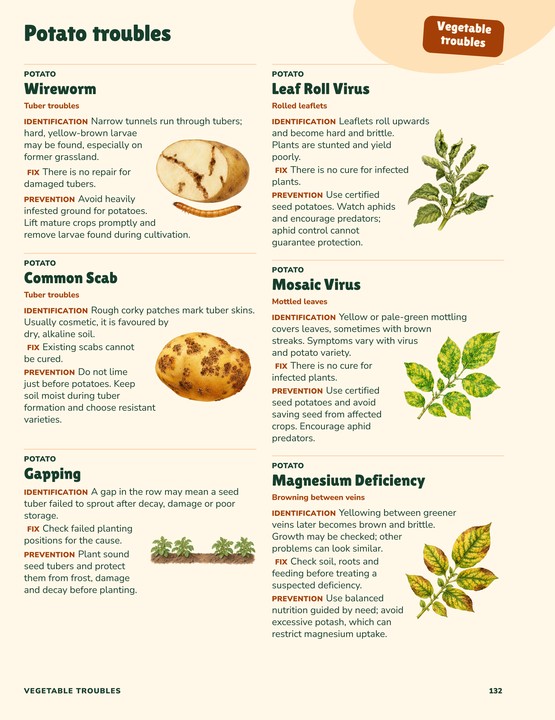 Potato troubles
Vegetable
troubles
POTATO
Wireworm
Tuber troubles
IDENTIFICATION Narrow tunnels run through tubers;
hard, yellow-brown larvae
may be found, especially on
former grassland.
FIX There is no repair for
damaged tubers.
PREVENTION Avoid heavily
infested ground for potatoes.
Lift mature crops promptly and
remove larvae found during cultivation.
POTATO
Common Scab
Tuber troubles
IDENTIFICATION Rough corky patches mark tuber skins.
Usually cosmetic, it is favoured by
dry, alkaline soil.
FIX Existing scabs cannot
be cured.
PREVENTION Do not lime
just before potatoes. Keep
soil moist during tuber
formation and choose resistant
varieties.
POTATO
Gapping
IDENTIFICATION A gap in the row may mean a seed
tuber failed to sprout after decay, damage or poor
storage.
FIX Check failed planting
positions for the cause.
PREVENTION Plant sound
seed tubers and protect
them from frost, damage
and decay before planting.
POTATO
Leaf Roll Virus
Rolled leaflets
IDENTIFICATION Leaflets roll upwards
and become hard and brittle.
Plants are stunted and yield
poorly.
FIX There is no cure for infected
plants.
PREVENTION Use certified
seed potatoes. Watch aphids
and encourage predators;
aphid control cannot
guarantee protection.
POTATO
Mosaic Virus
Mottled leaves
IDENTIFICATION Yellow or pale-green mottling
covers leaves, sometimes with brown
streaks. Symptoms vary with virus
and potato variety.
FIX There is no cure for
infected plants.
PREVENTION Use certified
seed potatoes and avoid
saving seed from affected
crops. Encourage aphid
predators.
POTATO
Magnesium Deficiency
Browning between veins
IDENTIFICATION Yellowing between greener
veins later becomes brown and brittle.
Growth may be checked; other
problems can look similar.
FIX Check soil, roots and
feeding before treating a
suspected deficiency.
PREVENTION Use balanced
nutrition guided by need; avoid
excessive potash, which can
restrict magnesium uptake.
VEGETABLE TROUBLES
132